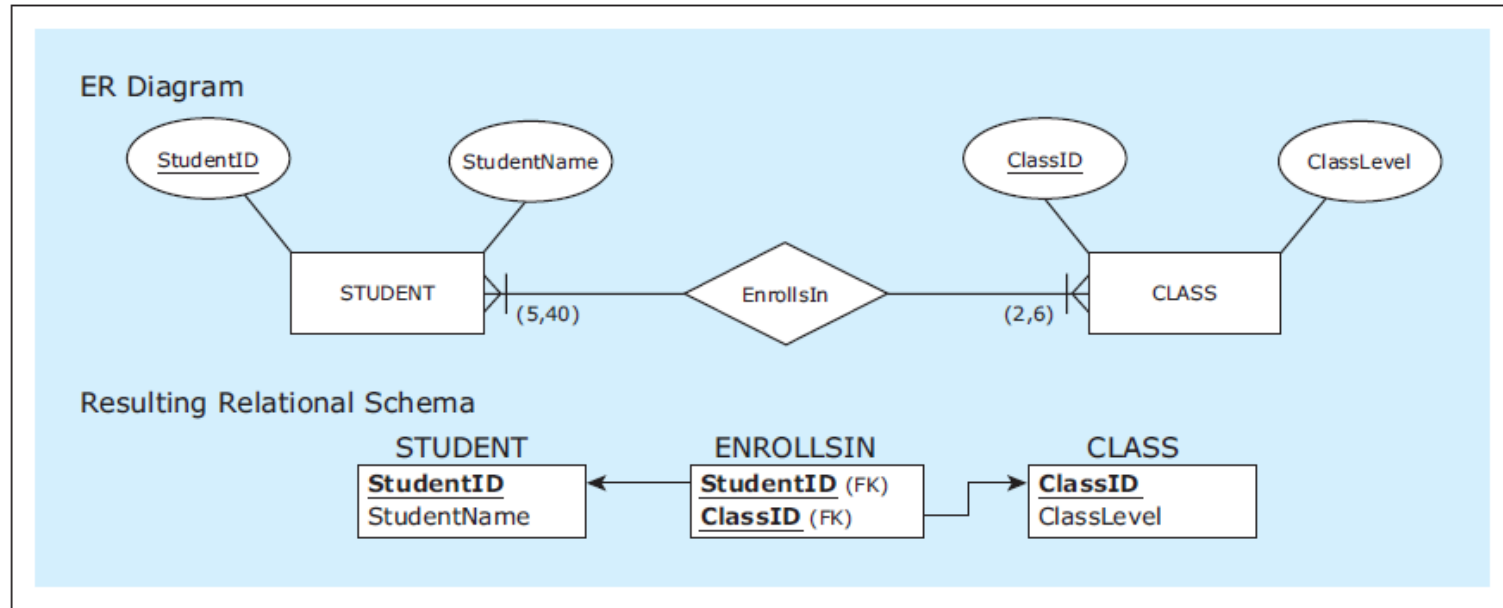 ER Diagram
StudentID
StudentName
ClassID
ClassLevel
STUDENT
EnrollsIn
CLASS
(5,40)
(2,6)
Resulting Relational Schema
STUDENT
ENROLLSIN
CLASS
StudentID
StudentID (FK)
ClassID
StudentName
ClassID (FK)
ClassLevel